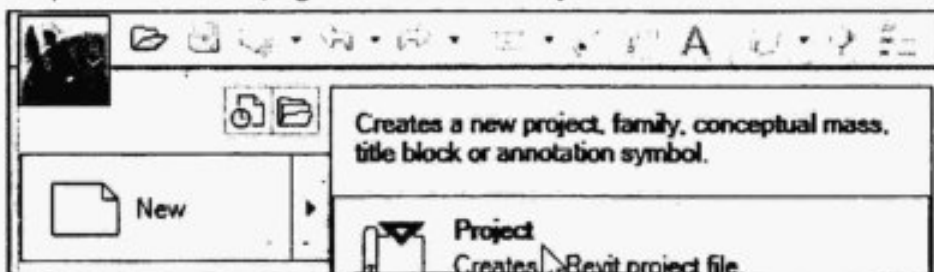 A
Creates a new project, family, conceptual mass,
title block or annotation symbol.
New
Project
Creates Revit project file